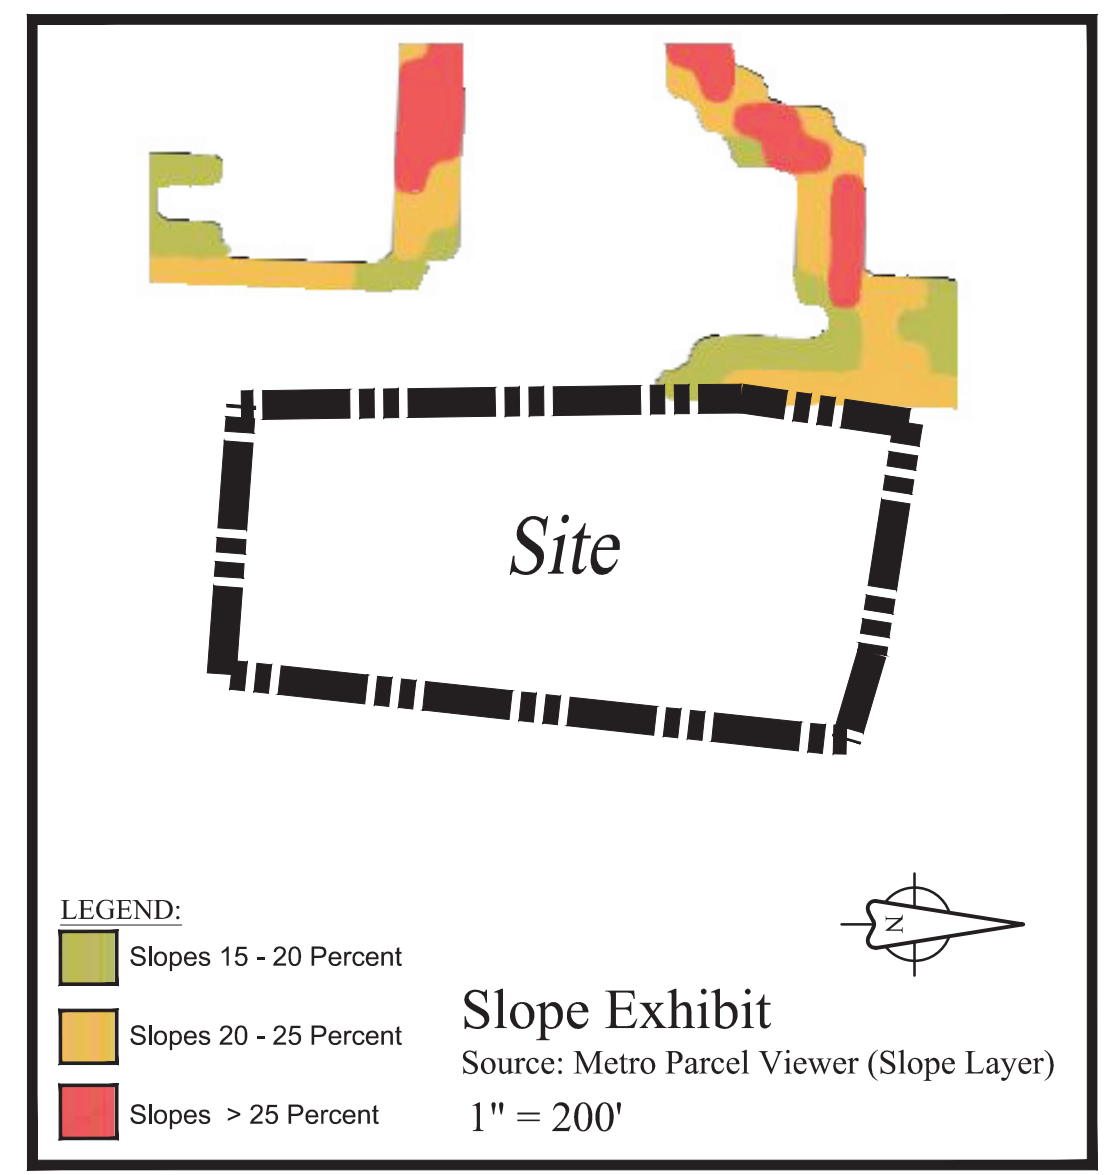 Site
LEGEND:
Slopes 15 - 20 Percent
Slopes 20 - 25 Percent
Slopes > 25 Percent
N
Slope Exhibit
Source: Metro Parcel Viewer (Slope Layer)
1" = 200'